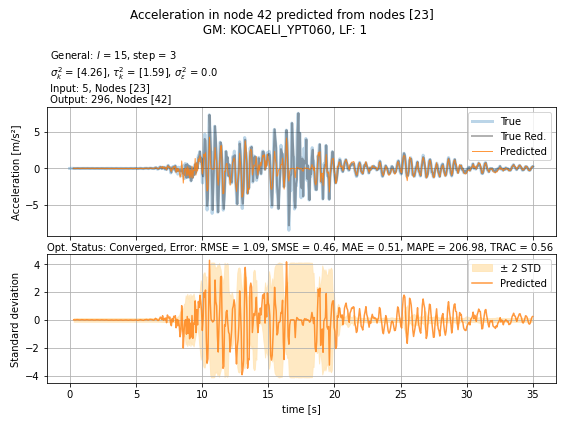 Acceleration in node 42 predicted from nodes [23]
GM: KOCAELI_YPT060, LF: 1
General: l = 15, step = 3
σ²ₖ = [4.26], τ²ₖ = [1.59], σ²ε = 0.0
Input: 5, Nodes [23]
Output: 296, Nodes [42]
Acceleration [m/s²]
5
0
−5
True
True Red.
Predicted
Opt. Status: Converged, Error: RMSE = 1.09, SMSE = 0.46, MAE = 0.51, MAPE = 206.98, TRAC = 0.56
Standard deviation
4
2
0
−2
−4
± 2 STD
Predicted
0 5 10 15 20 25 30 35
time [s]